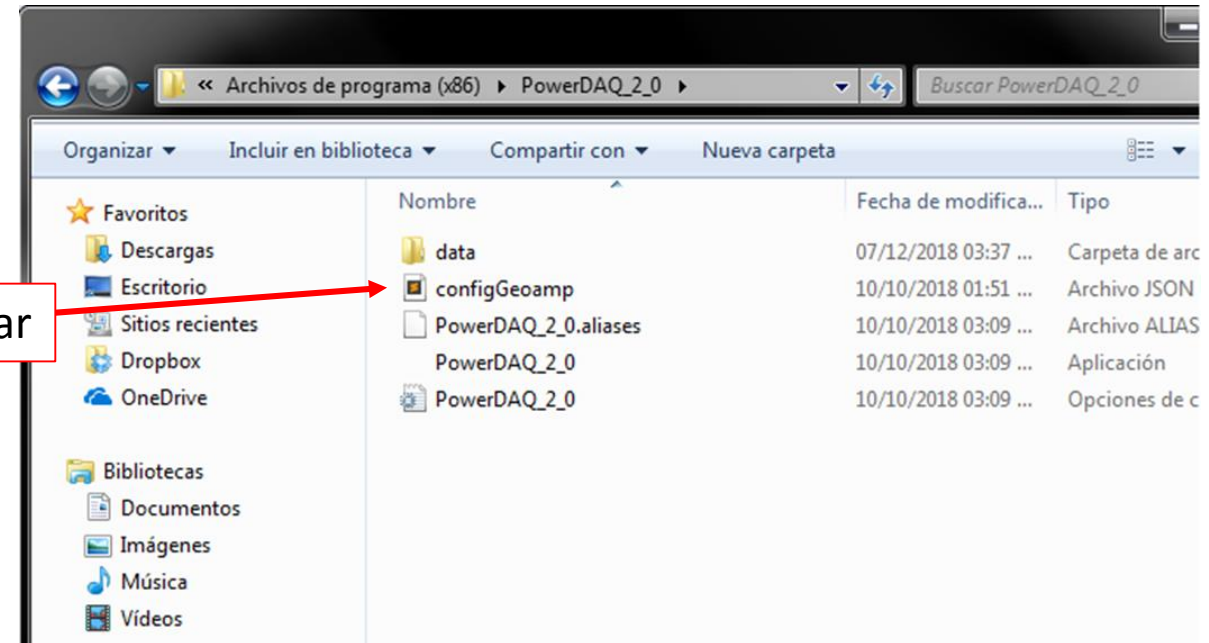 « Archivos de programa (x86) ▸ PowerDAQ_2_0 ▸ Buscar PowerDAQ_2_0
Organizar Incluir en biblioteca Compartir con Nueva carpeta
Nombre Fecha de modifica... Tipo
Favoritos
Descargas
Escritorio
Sitios recientes
Dropbox
OneDrive
Bibliotecas
Documentos
Imágenes
Música
Vídeos
data 07/12/2018 03:37 ... Carpeta de arc
configGeoamp 10/10/2018 01:51 ... Archivo JSON
PowerDAQ_2_0.aliases 10/10/2018 03:09 ... Archivo ALIAS
PowerDAQ_2_0 10/10/2018 03:09 ... Aplicación
PowerDAQ_2_0 10/10/2018 03:09 ... Opciones de c
ar